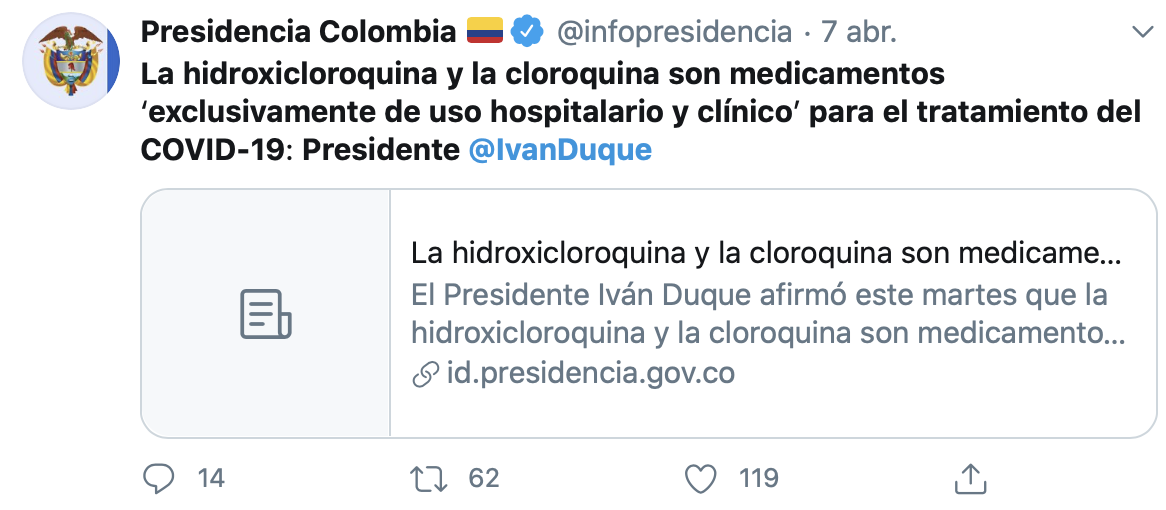 Presidencia Colombia @infopresidencia · 7 abr.
La hidroxicloroquina y la cloroquina son medicamentos
‘exclusivamente de uso hospitalario y clínico’ para el tratamiento del
COVID-19: Presidente @IvanDuque
La hidroxicloroquina y la cloroquina son medicame...
El Presidente Iván Duque afirmó este martes que la
hidroxicloroquina y la cloroquina son medicamento...
id.presidencia.gov.co
14 62 119